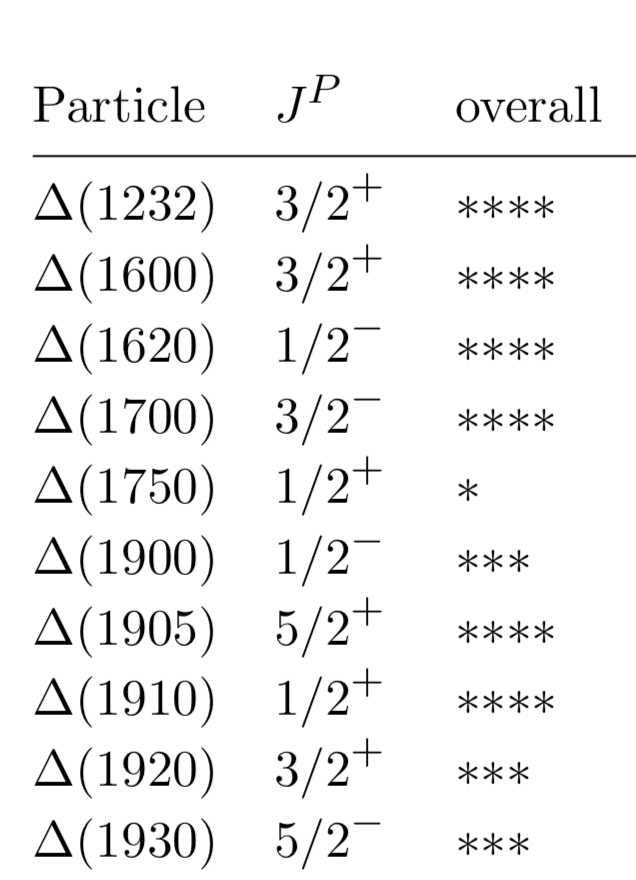 Particle J^P overall
Δ(1232) 3/2⁺ ****
Δ(1600) 3/2⁺ ****
Δ(1620) 1/2⁻ ****
Δ(1700) 3/2⁻ ****
Δ(1750) 1/2⁺ *
Δ(1900) 1/2⁻ ***
Δ(1905) 5/2⁺ ****
Δ(1910) 1/2⁺ ****
Δ(1920) 3/2⁺ ***
Δ(1930) 5/2⁻ ***